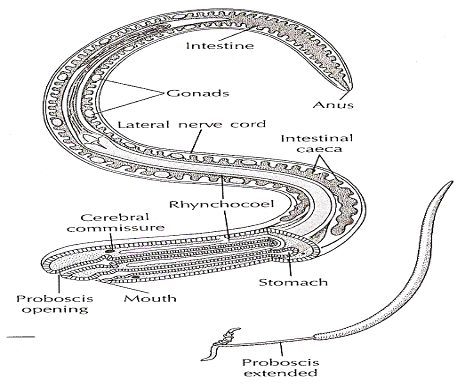 Intestine
Gonads
Anus
Lateral nerve cord
Intestinal
caeca
Rhynchocoel
Cerebral
commissure
Stomach
Proboscis
opening
Mouth
Proboscis
extended